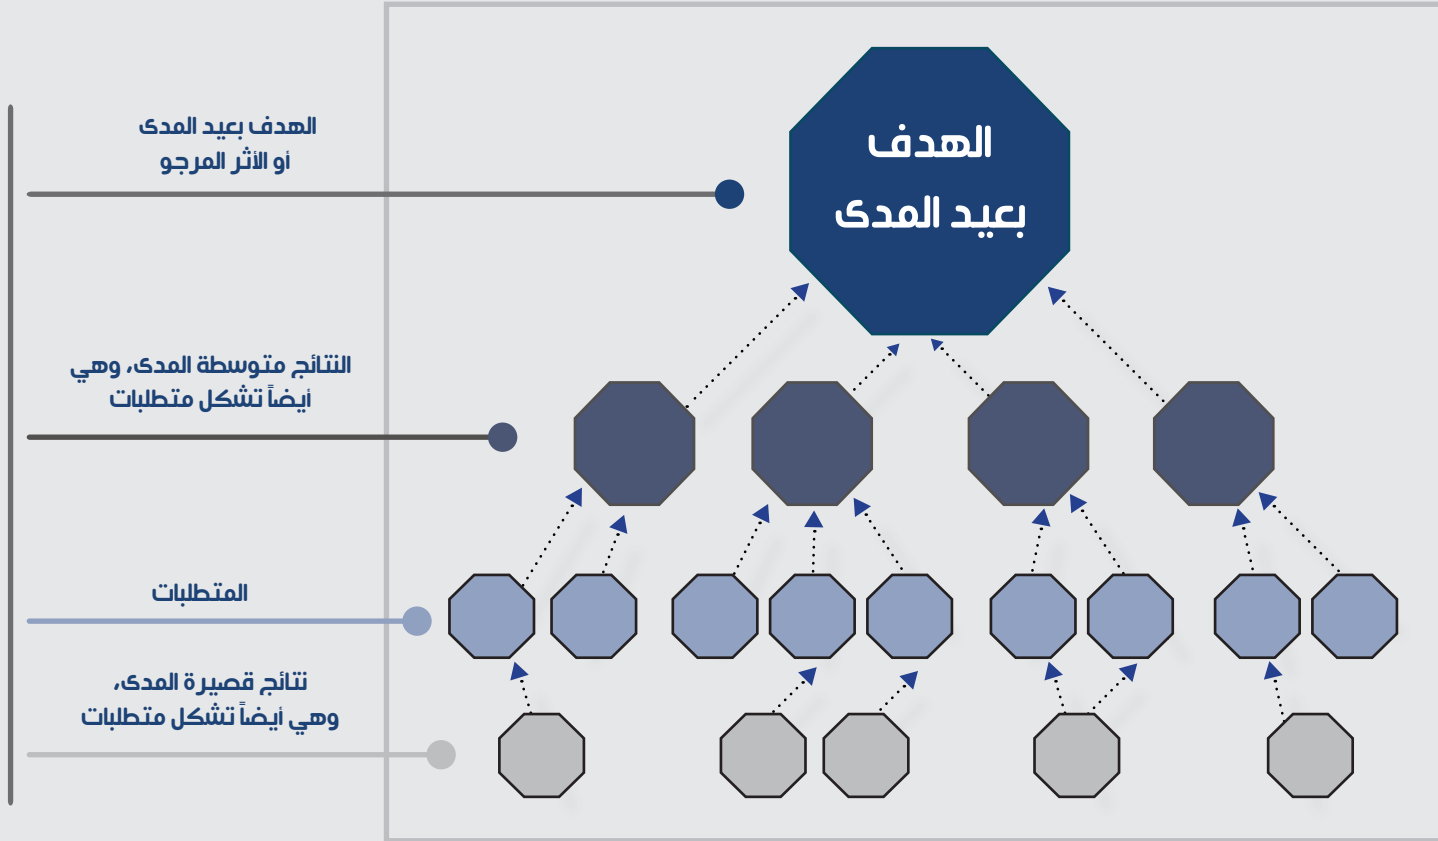 الهدف
بعيد المدى
الهدف بعيد المدى
أو الأثر المرجو
النتائج متوسطة المدى، وهي
أيضاً تشكل متطلبات
المتطلبات
نتائج قصيرة المدى،
وهي أيضاً تشكل متطلبات